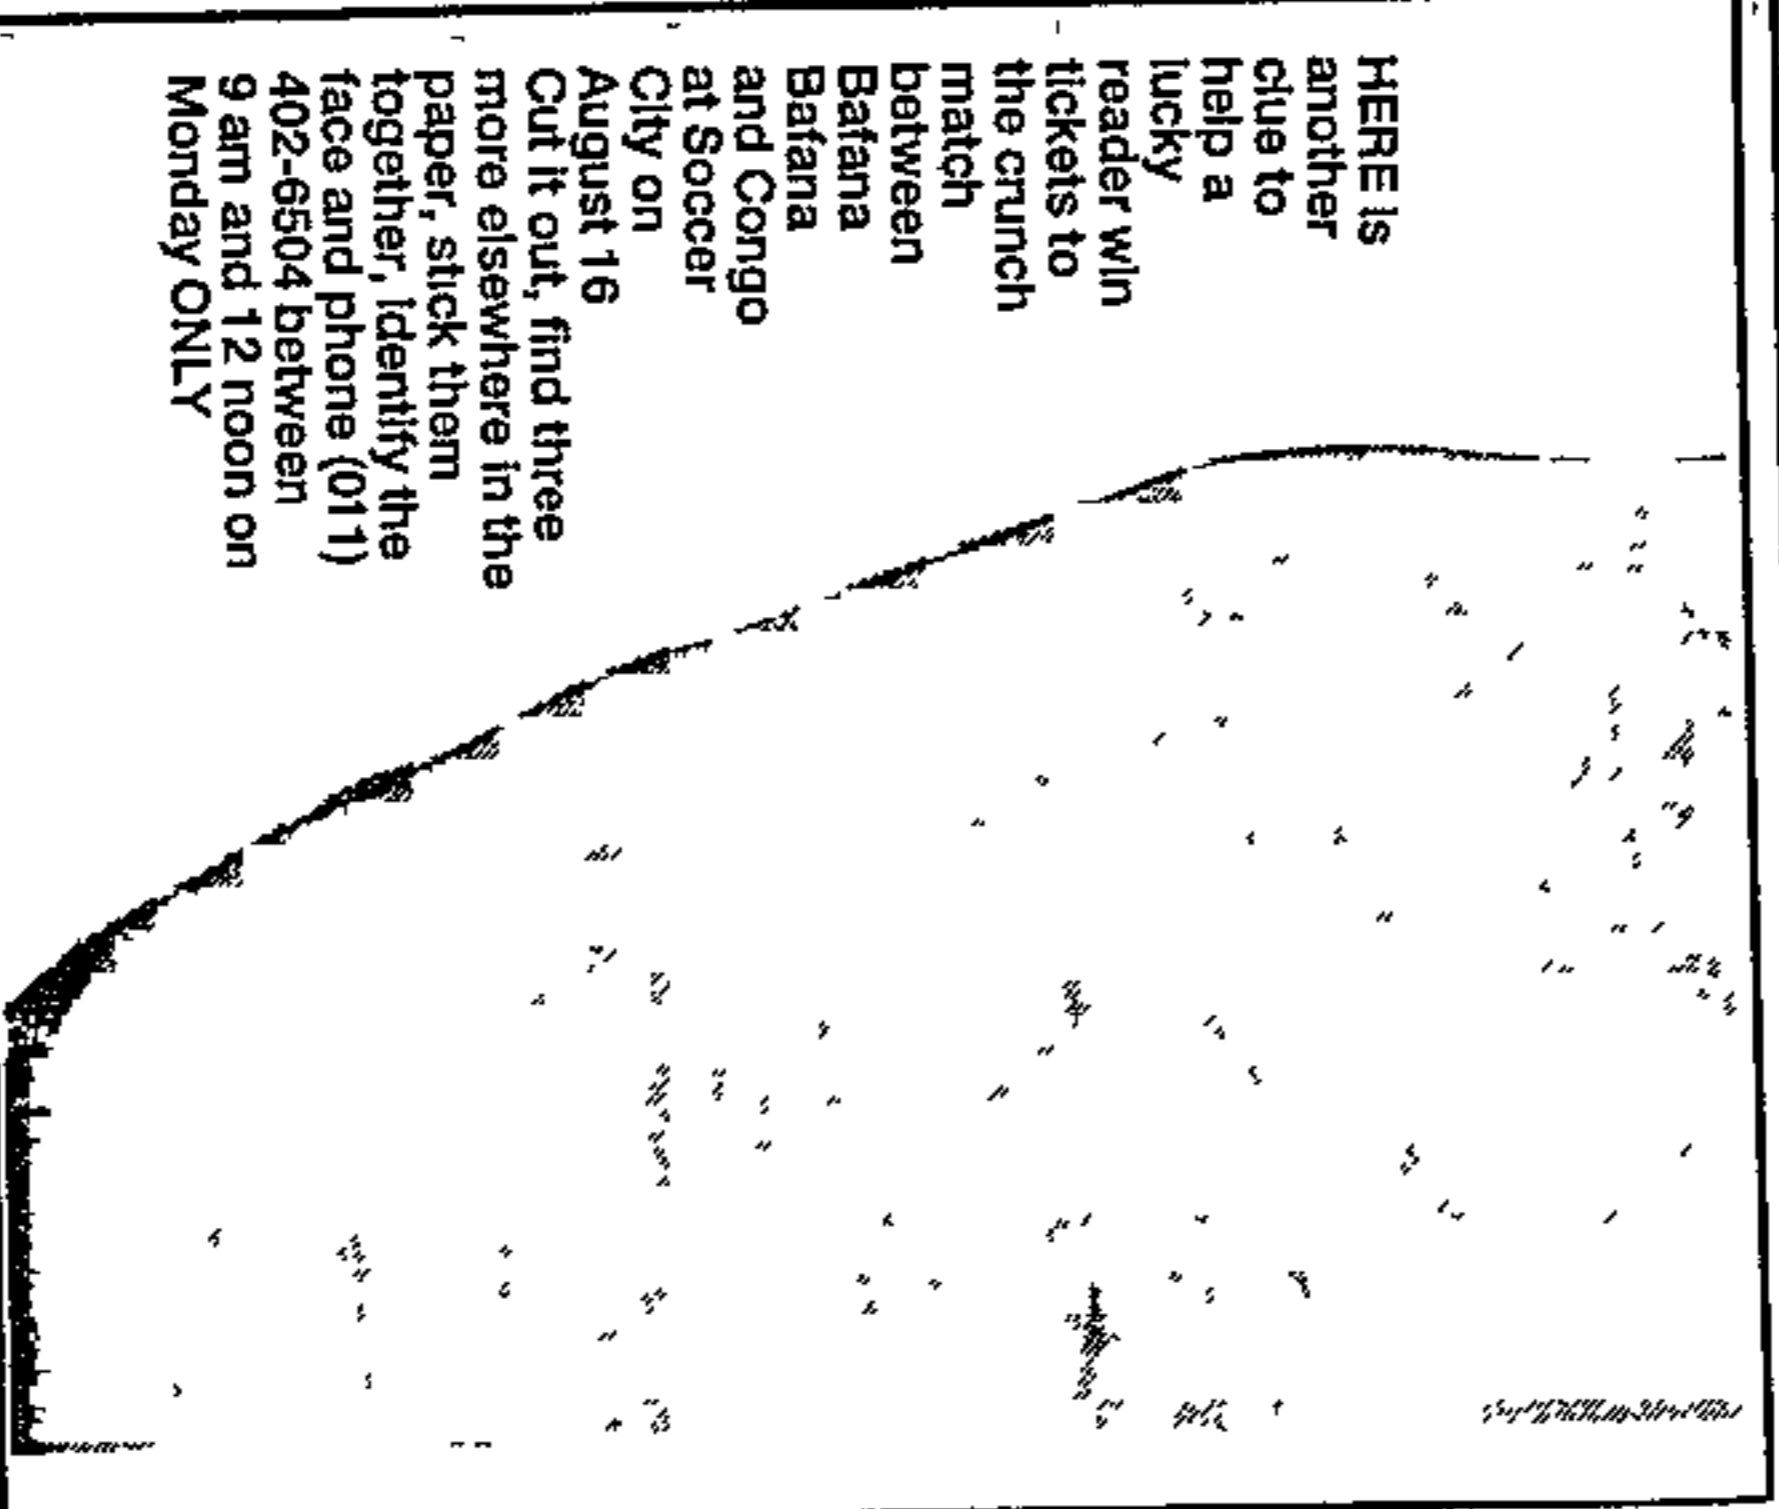 HERE is
another
clue to
help a
lucky
reader win
tickets to
the crunch
match
between
Bafana
Bafana
and Congo
at Soccer
City on
August 16
Cut it out, find three
more elsewhere in the
paper, stick them
together, identify the
face and phone (011)
402-6504 between
9 am and 12 noon on
Monday ONLY